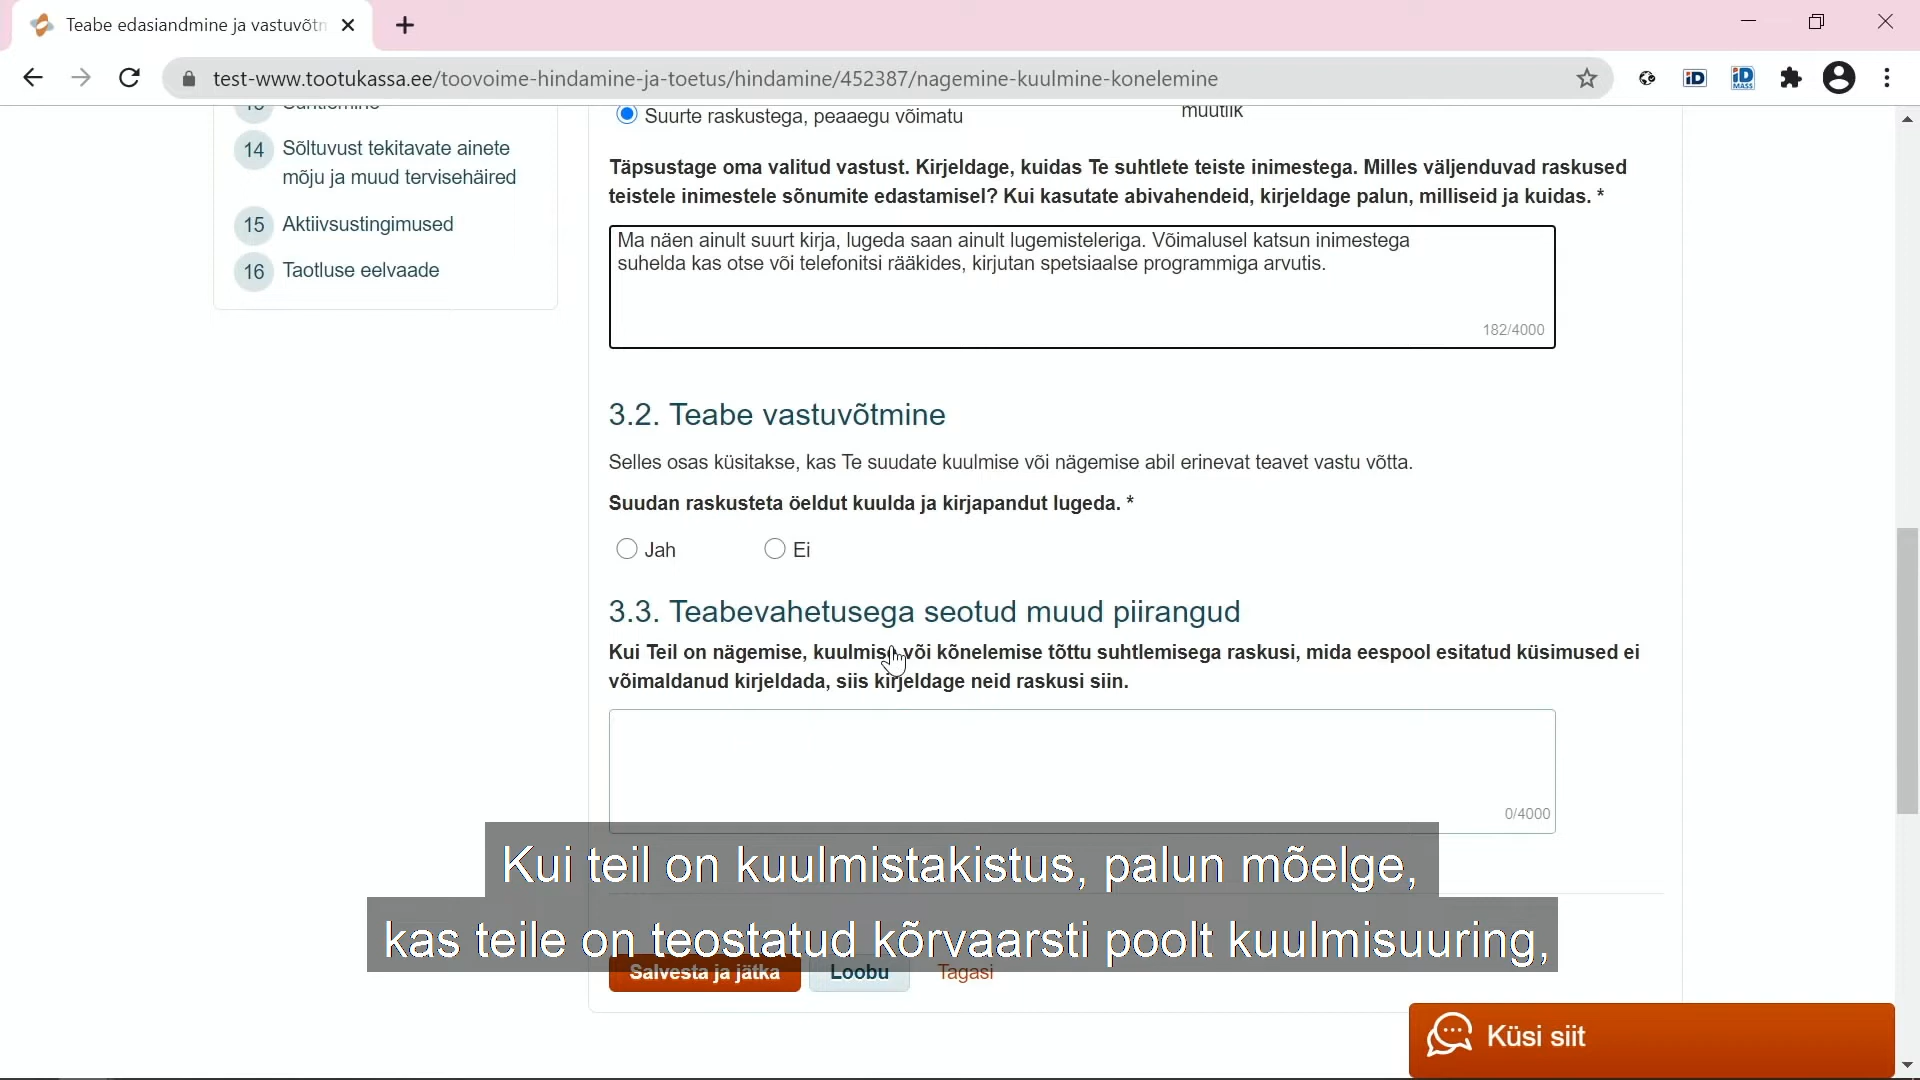 Teabe edasiandmine ja vastuvõtn
test-www.tootukassa.ee/toovoime-hindamine-ja-toetus/hindamine/452387/nagemine-kuulmine-konelemine
iD
iD
MASS
Suurte raskustega, peaaegu võimatu
muutlik
14 Sõltuvust tekitavate ainete
mõju ja muud tervisehäired
15 Aktiivsustingimused
16 Taotluse eelvaade
Täpsustage oma valitud vastust. Kirjeldage, kuidas Te suhtlete teiste inimestega. Milles väljenduvad raskused
teistele inimestele sõnumite edastamisel? Kui kasutate abivahendeid, kirjeldage palun, milliseid ja kuidas. *
Ma näen ainult suurt kirja, lugeda saan ainult lugemisteleriga. Võimalusel katsun inimestega
suhelda kas otse või telefonitsi rääkides, kirjutan spetsiaalse programmiga arvutis.
182/4000
3.2. Teabe vastuvõtmine
Selles osas küsitakse, kas Te suudate kuulmise või nägemise abil erinevat teavet vastu võtta.
Suudan raskusteta öeldut kuulda ja kirjapandut lugeda. *
Jah Ei
3.3. Teabevahetusega seotud muud piirangud
Kui Teil on nägemise, kuulmise või kõnelemise tõttu suhtlemisega raskusi, mida eespool esitatud küsimused ei
võimaldanud kirjeldada, siis kirjeldage neid raskusi siin.
0/4000
Kui teil on kuulmistakistus, palun mõelge,
kas teile on teostatud kõrvaarsti poolt kuulmisuuring,
Salvesta ja jätka Loobu Tagasi
Küsi siit